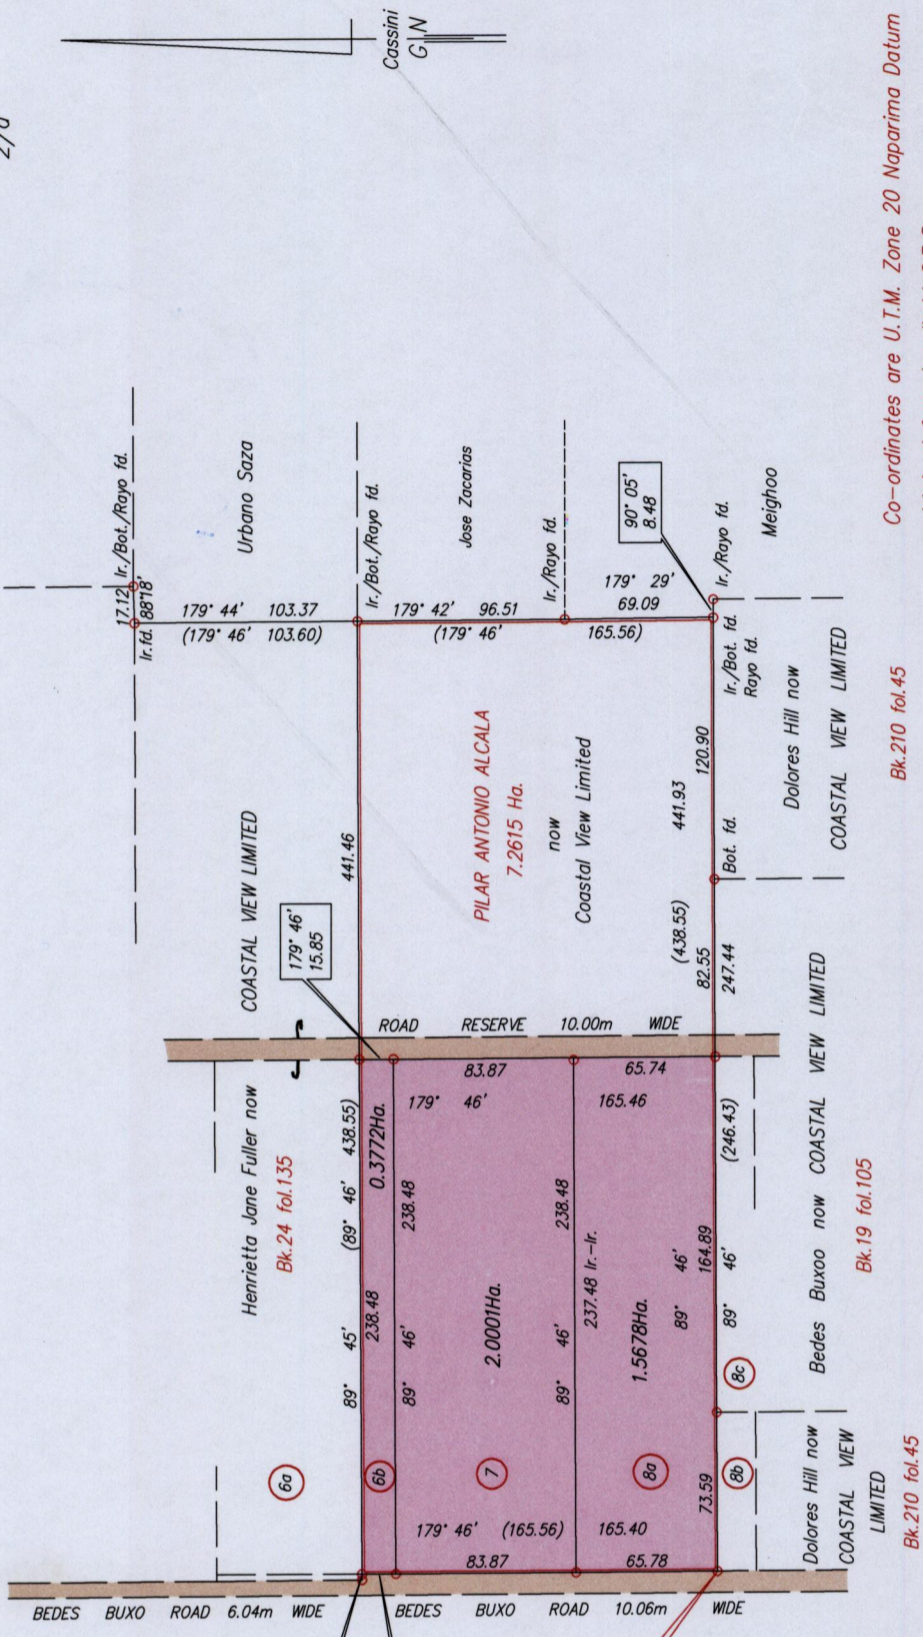 Cassini
G N
17.12
88°18'
Ir./Bot./Rayo fd.
Ir.fd.
179° 44' 103.37
(179° 46' 103.60)
Urbano Saza
Ir./Bot./Rayo fd.
179° 42' 96.51
(179° 46' 165.56)
Jose Zacarias
Ir./Rayo fd.
179° 29'
69.09
90° 05'
8.48
Ir./Rayo fd.
Meighoo
Ir./Bot. fd.
Rayo fd.
COASTAL VIEW LIMITED
441.46
179° 46'
15.85
PILAR ANTONIO ALCALA
7.2615 Ha.
now
Coastal View Limited
441.93
120.90
Bot. fd.
(438.55)
82.55
247.44
Dolores Hill now
COASTAL VIEW LIMITED
Bk.210 fol.45
ROAD RESERVE 10.00m WIDE
Henrietta Jane Fuller now
Bk.24 fol.135
89° 45' (89° 46' 438.55)
238.48
0.3772Ha.
83.87
65.74
179° 46' 165.46
89° 46' 238.48
2.0001Ha.
89° 46' 238.48
237.48 Ir.-Ir.
1.5678Ha.
89° 46'
164.89
89° 46' (246.43)
6a
6b
7
8a
8b
8c
73.59
179° 46' (165.56) 165.40
83.87
65.78
Bedes Buxoo now COASTAL VIEW LIMITED
Bk.19 fol.105
Dolores Hill now
COASTAL VIEW
LIMITED
Bk.210 fol.45
BEDES BUXO ROAD 6.04m WIDE
BEDES BUXO ROAD 10.06m WIDE
Co-ordinates are U.T.M. Zone 20 Naparima Datum